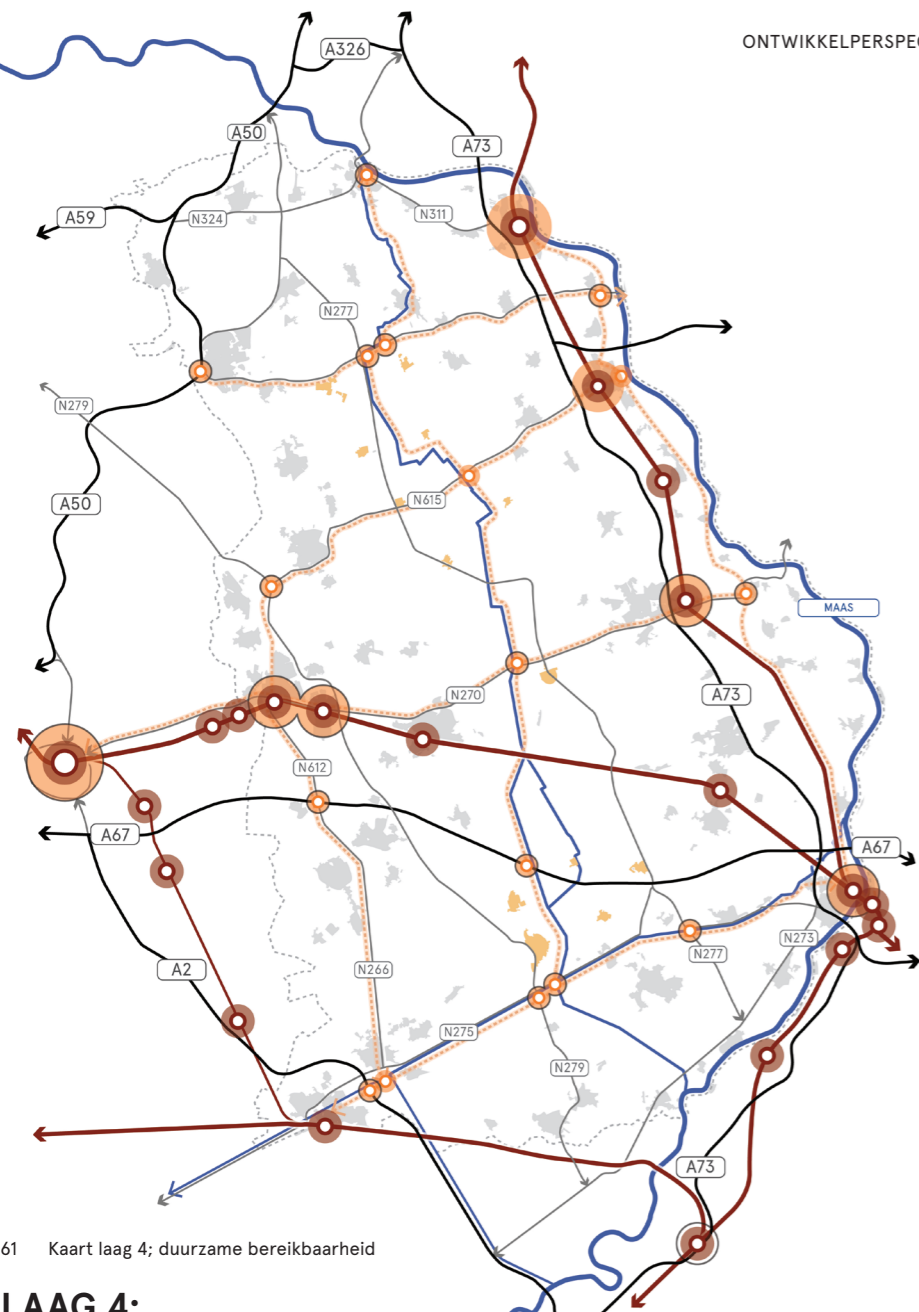 ONTWIKKELPERSPEC
A326
A50
A73
A59
N324
N311
N277
N279
A50
N615
MAAS
A73
N270
N612
A67
A67
N273
N277
A2
N266
N275
N279
A73
61 Kaart laag 4; duurzame bereikbaarheid
LAAG 4: